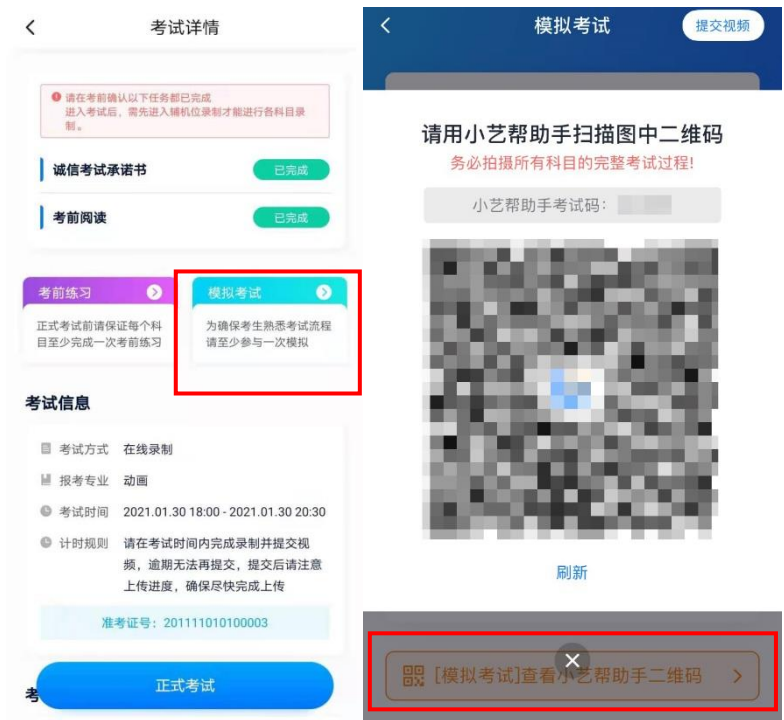 考试详情
请在考前确认以下任务都已完成
进入考试后，需先进入辅机位录制才能进行各科目录
制。
诚信考试承诺书 已完成
考前阅读 已完成
考前练习
正式考试前请保证每个科
目至少完成一次考前练习
模拟考试
为确保考生熟悉考试流程
请至少参与一次模拟
考试信息
考试方式 在线录制
报考专业 动画
考试时间 2021.01.30 18:00 - 2021.01.30 20:30
计时规则 请在考试时间内完成录制并提交视
频，逾期无法再提交，提交后请注意
上传进度，确保尽快完成上传
准考证号：201111010100003
正式考试
考
模拟考试 提交视频
请用小艺帮助手扫描图中二维码
务必拍摄所有科目的完整考试过程!
小艺帮助手考试码：
刷新
[模拟考试]查看小艺帮助手二维码